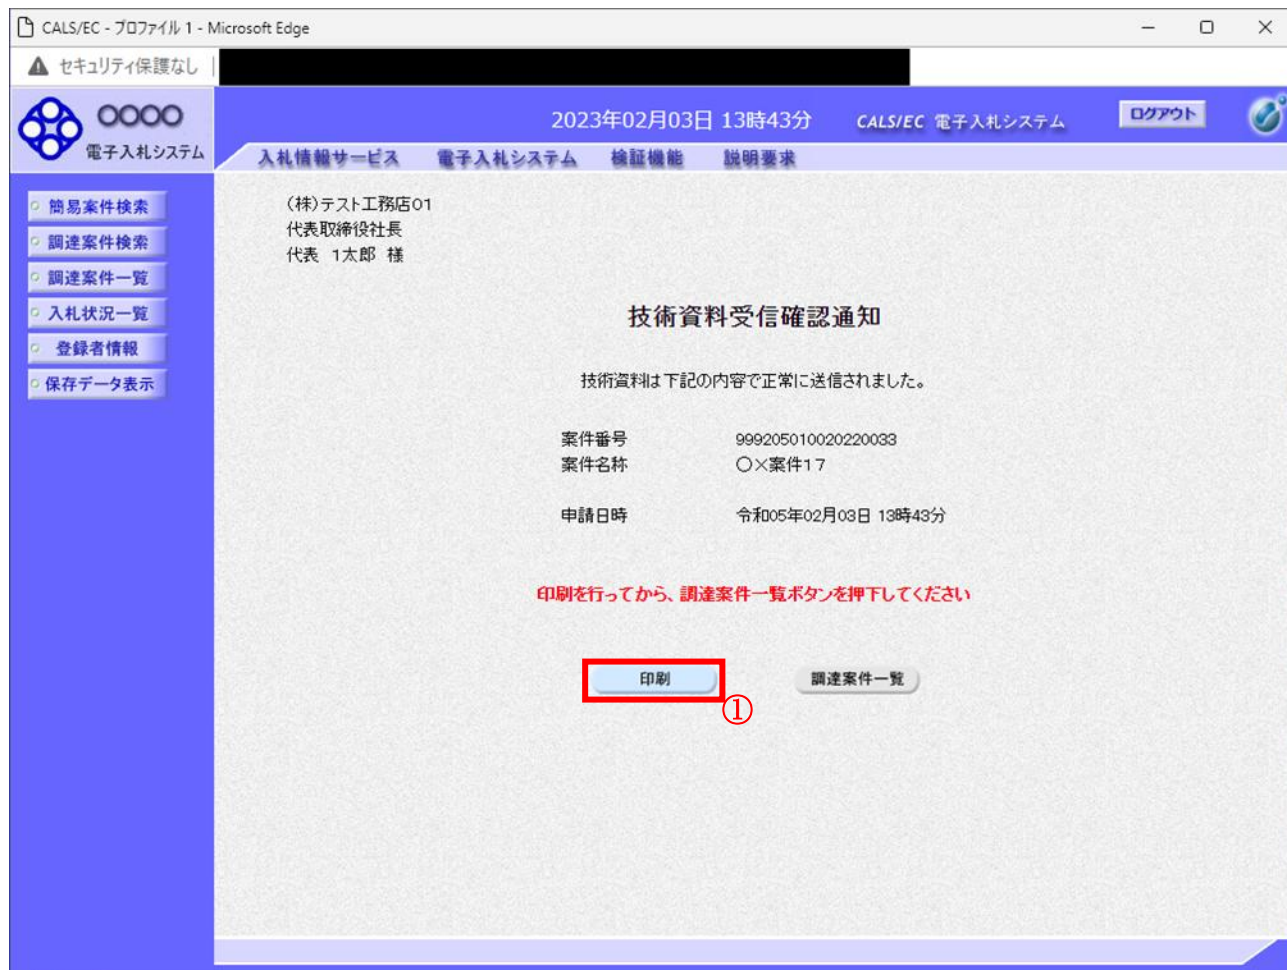 CALS/EC - プロファイル 1 - Microsoft Edge
セキュリティ保護なし
〇〇〇〇
電子入札システム
2023年02月03日 13時43分
CALS/EC 電子入札システム
ログアウト
入札情報サービス 電子入札システム 検証機能 説明要求
簡易案件検索
調達案件検索
調達案件一覧
入札状況一覧
登録者情報
保存データ表示
(株)テスト工務店01
代表取締役社長
代表 1太郎 様
技術資料受信確認通知
技術資料は下記の内容で正常に送信されました。
案件番号 999205010020220033
案件名称 〇×案件17
申請日時 令和05年02月03日 13時43分
印刷を行ってから、調達案件一覧ボタンを押下してください
印刷
調達案件一覧
①